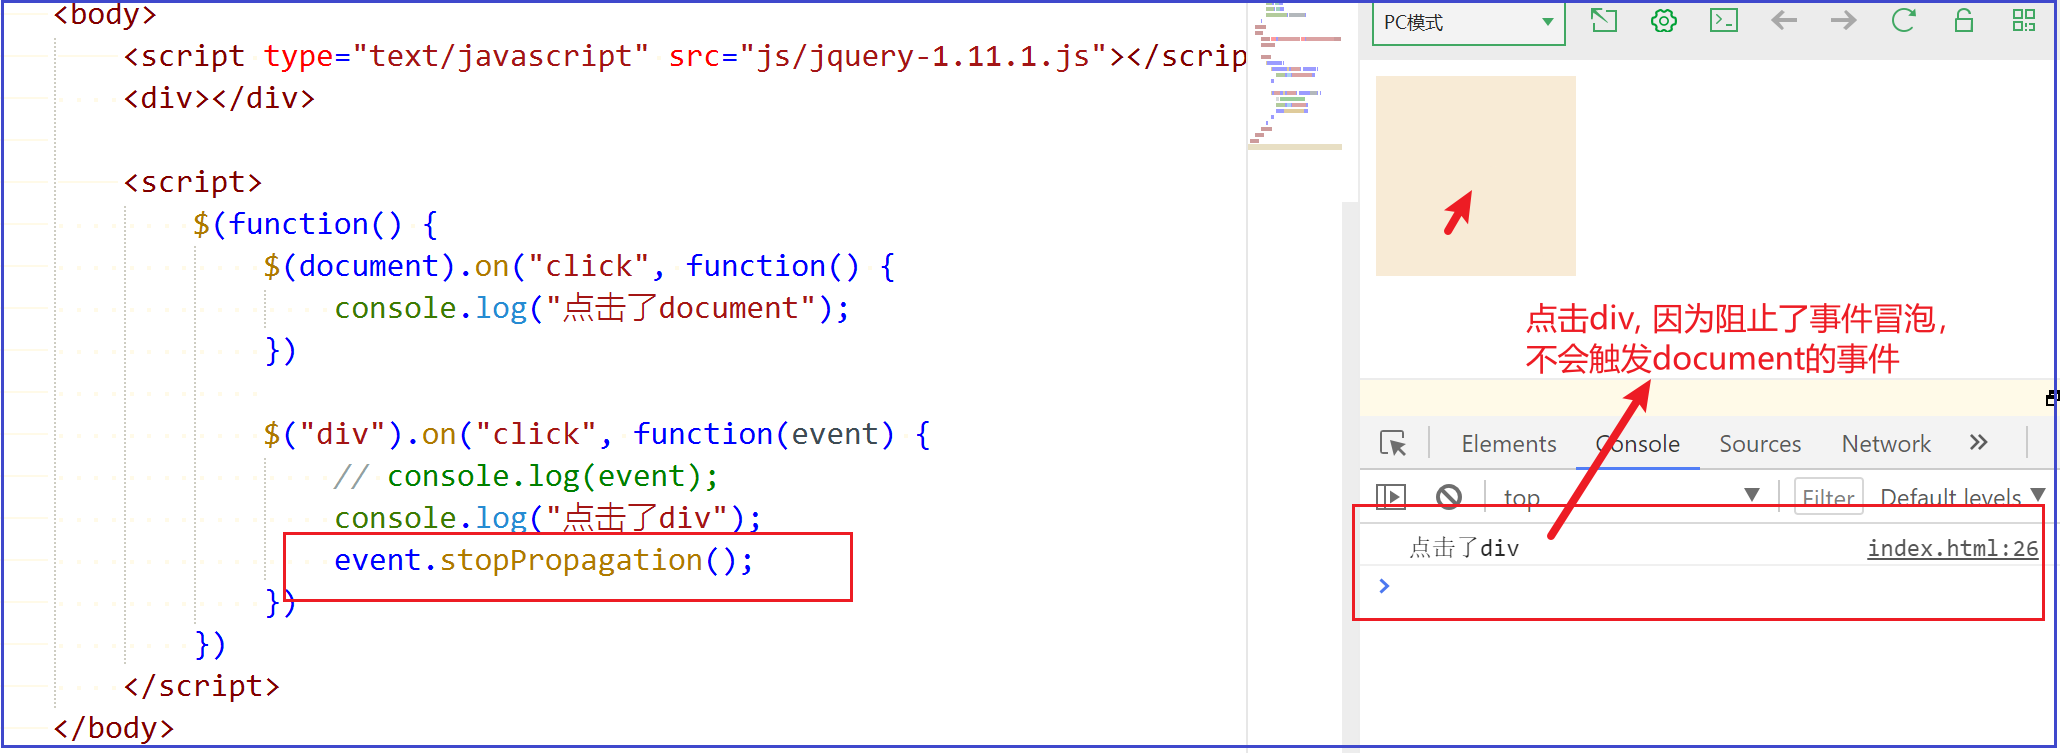 <body>
<script type="text/javascript" src="js/jquery-1.11.1.js"></scrip
<div></div>
<script>
$(function() {
$(document).on("click", function() {
console.log("点击了document");
})
$("div").on("click", function(event) {
// console.log(event);
console.log("点击了div");
event.stopPropagation();
})
})
</script>
</body>
PC模式
点击div, 因为阻止了事件冒泡,
不会触发document的事件
Elements Console Sources Network »
top Filter Default levels
点击了div index.html:26